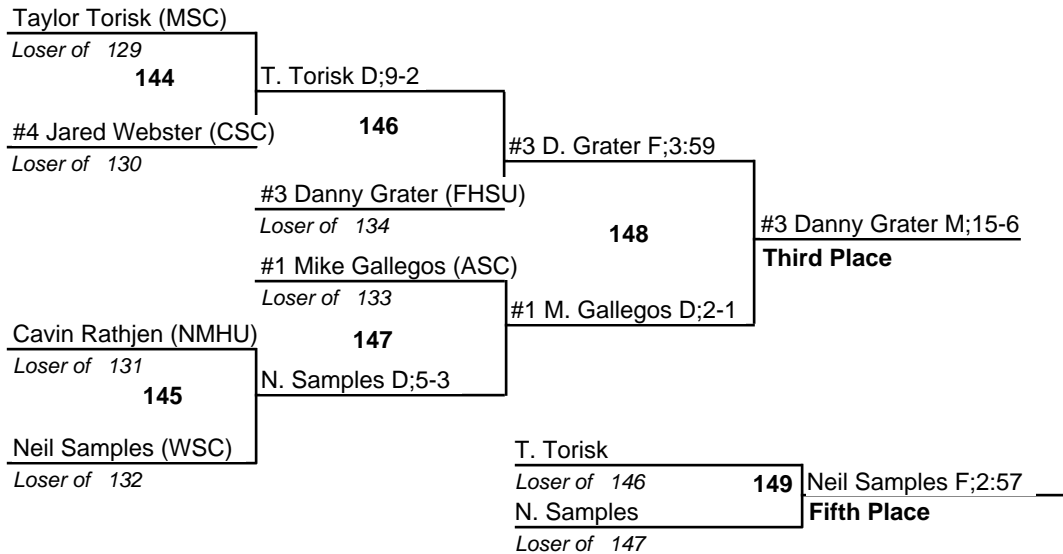 Taylor Torisk (MSC)
Loser of 129
144
T. Torisk D;9-2
#4 Jared Webster (CSC)
Loser of 130
146
#3 D. Grater F;3:59
#3 Danny Grater (FHSU)
Loser of 134
148
#3 Danny Grater M;15-6
Third Place
#1 Mike Gallegos (ASC)
Loser of 133
#1 M. Gallegos D;2-1
Cavin Rathjen (NMHU)
Loser of 131
147
145
N. Samples D;5-3
Neil Samples (WSC)
Loser of 132
T. Torisk
Loser of 146
149
Neil Samples F;2:57
N. Samples
Fifth Place
Loser of 147